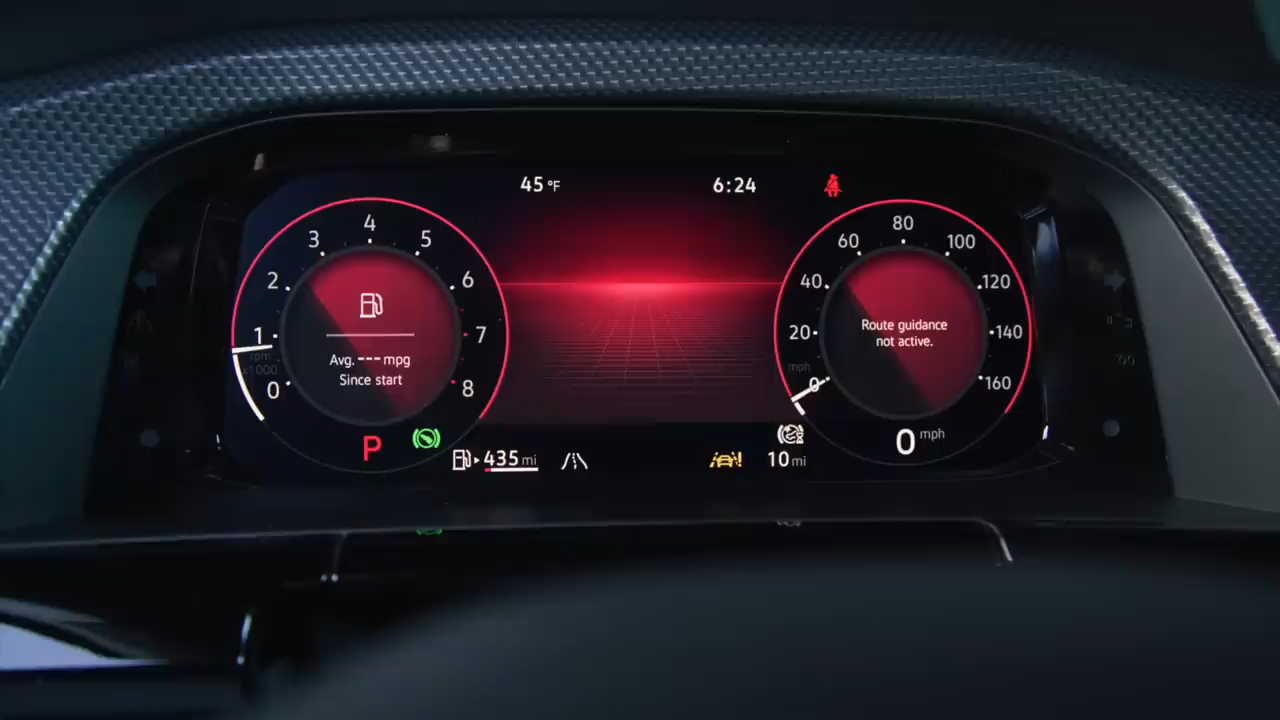 45 °F
6:24
0
1
2
3
4
5
6
7
8
rpm
x1000
Avg. --- mpg
Since start
P
435 mi
0
20
40
60
80
100
120
140
160
mph
Route guidance
not active.
0 mph
10 mi